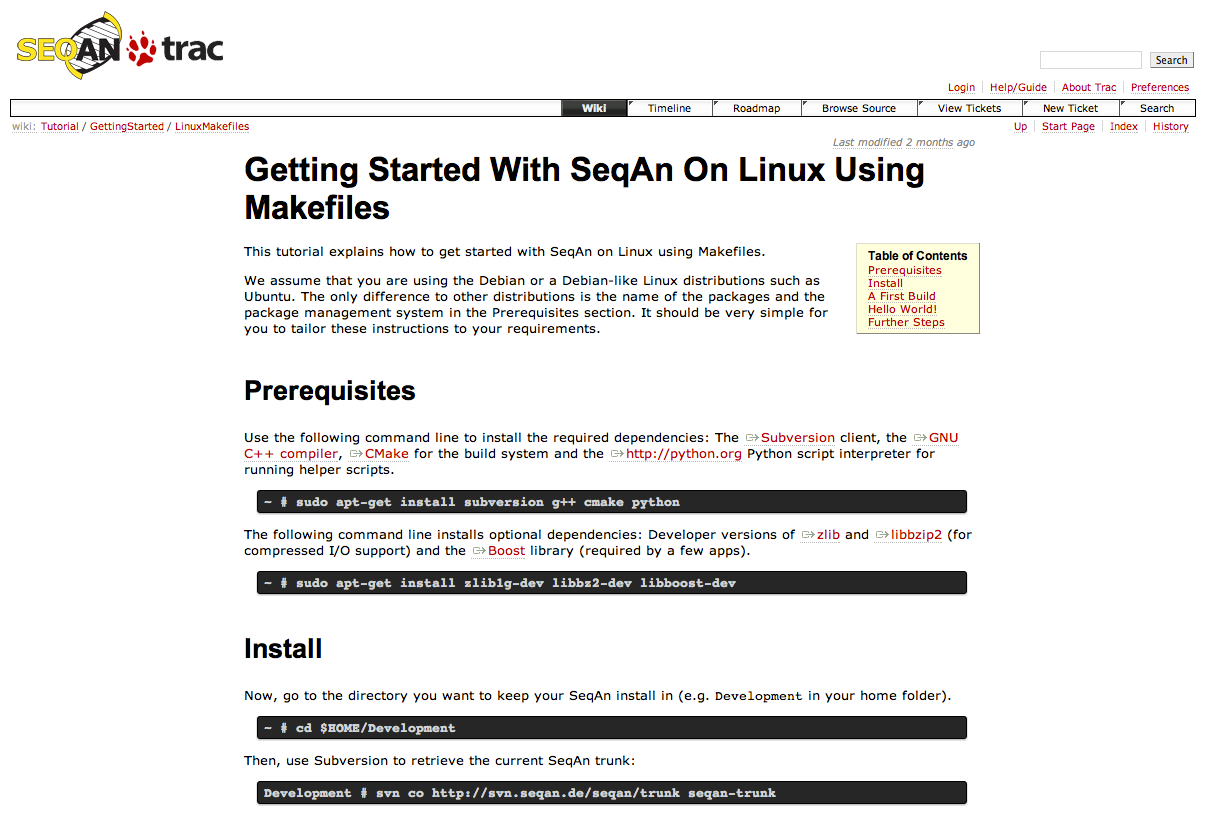 SEQAN trac
Search
Login Help/Guide About Trac Preferences
Wiki Timeline Roadmap Browse Source View Tickets New Ticket Search
wiki: Tutorial / GettingStarted / LinuxMakefiles
Up Start Page Index History
Last modified 2 months ago
Getting Started With SeqAn On Linux Using
Makefiles
This tutorial explains how to get started with SeqAn on Linux using Makefiles.
We assume that you are using the Debian or a Debian-like Linux distributions such as
Ubuntu. The only difference to other distributions is the name of the packages and the
package management system in the Prerequisites section. It should be very simple for
you to tailor these instructions to your requirements.
Table of Contents
Prerequisites
Install
A First Build
Hello World!
Further Steps
Prerequisites
Use the following command line to install the required dependencies: The Subversion client, the GNU
C++ compiler, CMake for the build system and the http://python.org Python script interpreter for
running helper scripts.
~ # sudo apt-get install subversion g++ cmake python
The following command line installs optional dependencies: Developer versions of zlib and libbzip2 (for
compressed I/O support) and the Boost library (required by a few apps).
~ # sudo apt-get install zlib1g-dev libbz2-dev libboost-dev
Install
Now, go to the directory you want to keep your SeqAn install in (e.g. Development in your home folder).
~ # cd $HOME/Development
Then, use Subversion to retrieve the current SeqAn trunk:
Development # svn co http://svn.seqan.de/seqan/trunk seqan-trunk